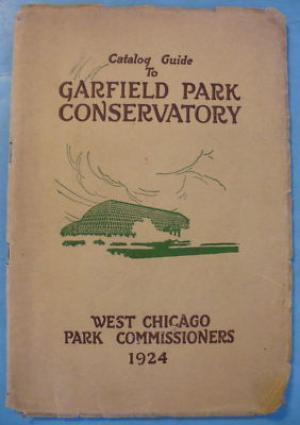 Catalog Guide
To
GARFIELD PARK
CONSERVATORY
WEST CHICAGO
PARK COMMISSIONERS
1924